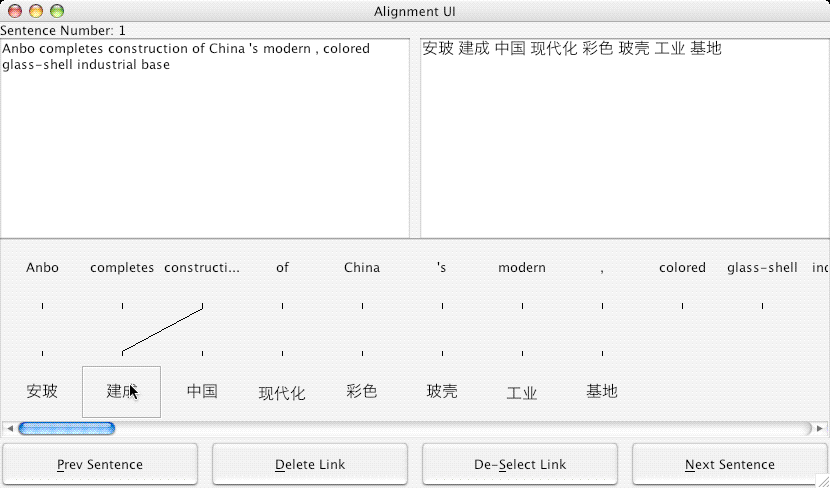 Alignment UI
Sentence Number: 1
Anbo completes construction of China 's modern , colored
glass-shell industrial base
安玻 建成 中国 现代化 彩色 玻壳 工业 基地
Anbo completes constructi... of China 's modern , colored glass-shell
安玻 建成 中国 现代化 彩色 玻壳 工业 基地
Prev Sentence Delete Link De-Select Link Next Sentence